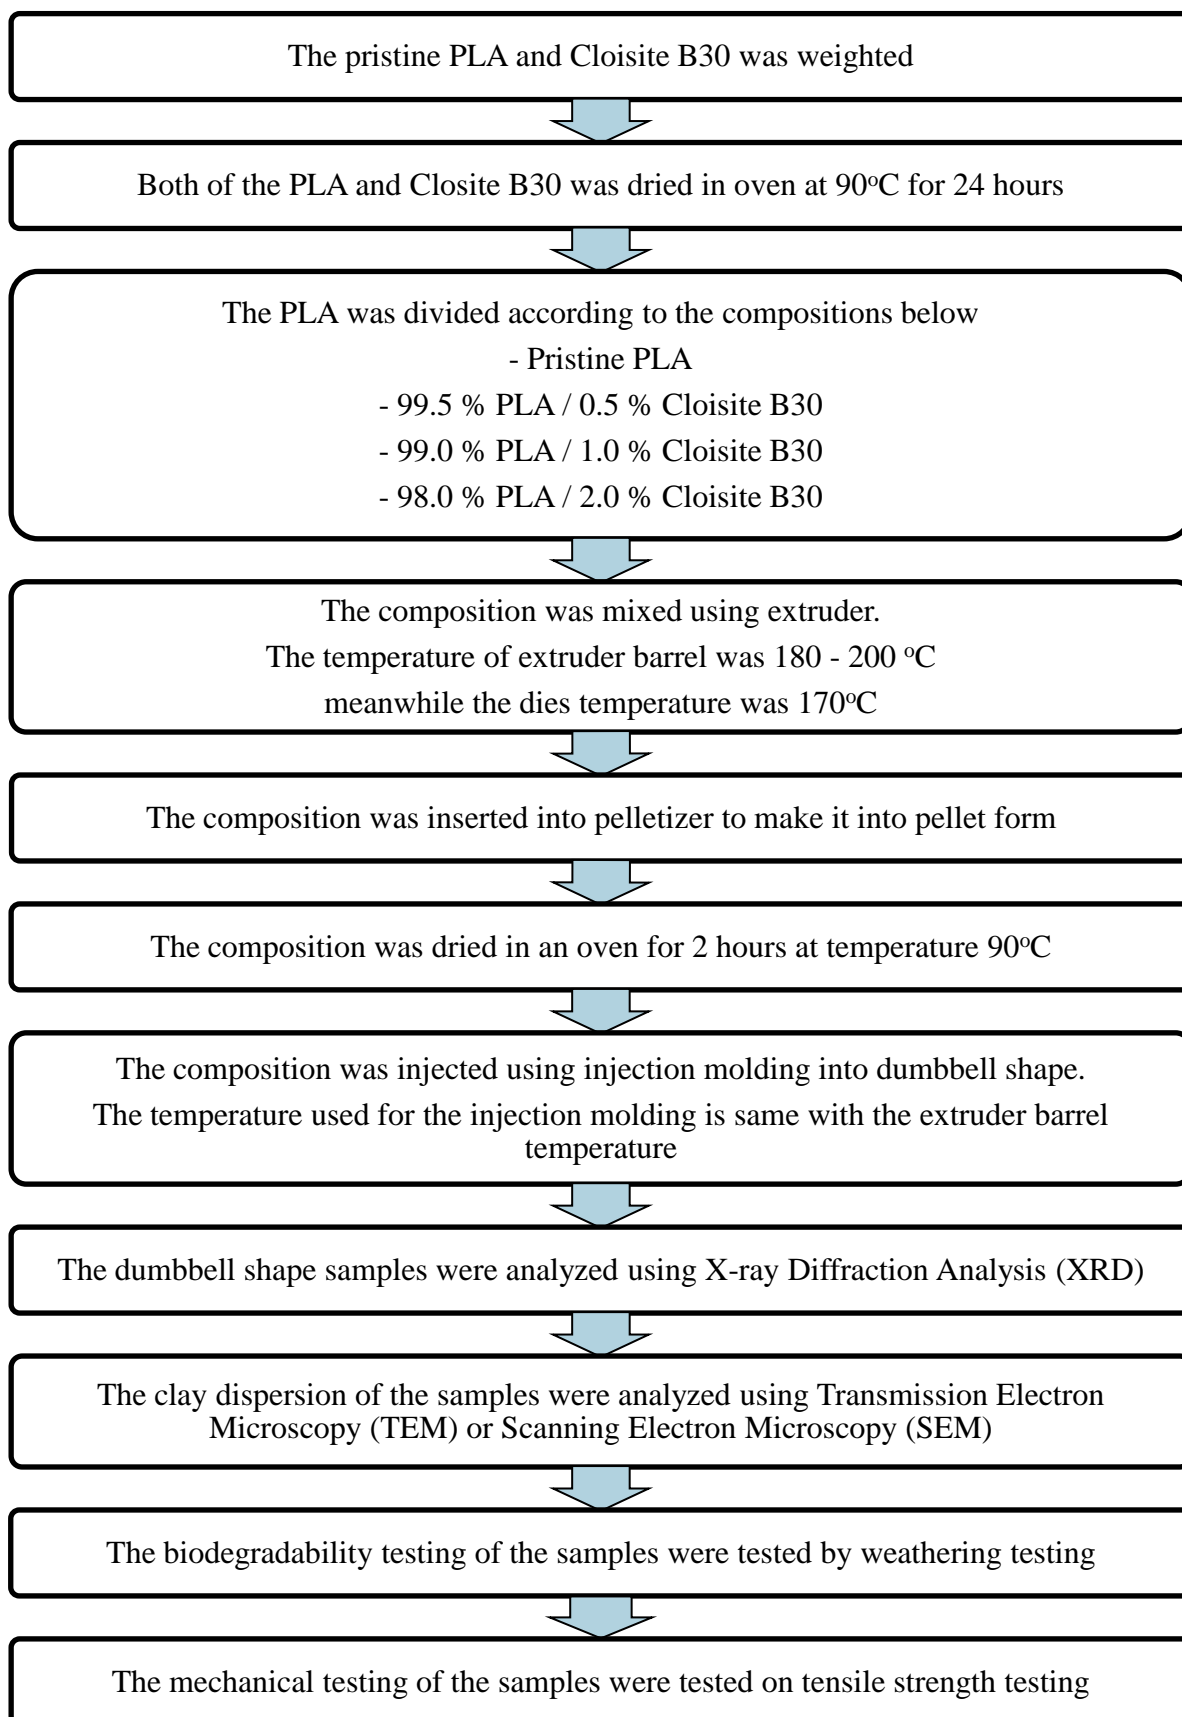 The pristine PLA and Cloisite B30 was weighted
Both of the PLA and Closite B30 was dried in oven at 90oC for 24 hours
The PLA was divided according to the compositions below
- Pristine PLA
- 99.5 % PLA / 0.5 % Cloisite B30
- 99.0 % PLA / 1.0 % Cloisite B30
- 98.0 % PLA / 2.0 % Cloisite B30
The composition was mixed using extruder.
The temperature of extruder barrel was 180 - 200 oC
meanwhile the dies temperature was 170oC
The composition was inserted into pelletizer to make it into pellet form
The composition was dried in an oven for 2 hours at temperature 90oC
The composition was injected using injection molding into dumbbell shape.
The temperature used for the injection molding is same with the extruder barrel
temperature
The dumbbell shape samples were analyzed using X-ray Diffraction Analysis (XRD)
The clay dispersion of the samples were analyzed using Transmission Electron
Microscopy (TEM) or Scanning Electron Microscopy (SEM)
The biodegradability testing of the samples were tested by weathering testing
The mechanical testing of the samples were tested on tensile strength testing